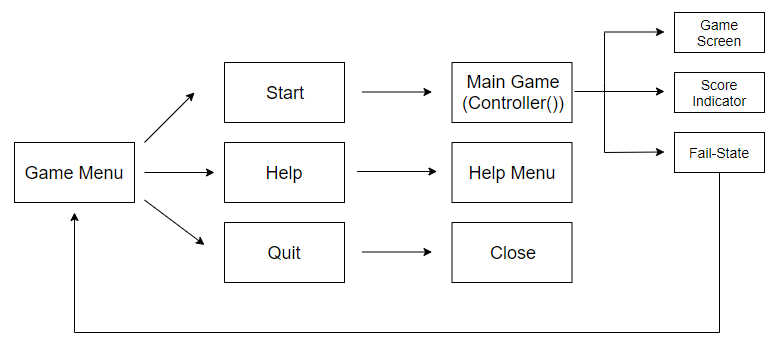 Game Menu
Start
Help
Quit
Main Game
(Controller())
Help Menu
Close
Game
Screen
Score
Indicator
Fail-State